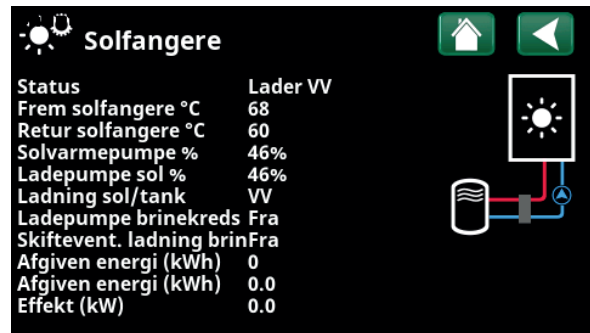 Solfangere
Status Lader VV
Frem solfangere °C 68
Retur solfangere °C 60
Solvarmepumpe % 46%
Ladepumpe sol % 46%
Ladning sol/tank VV
Ladepumpe brinekreds Fra
Skiftevent. ladning brinFra
Afgiven energi (kWh) 0
Afgiven energi (kWh) 0.0
Effekt (kW) 0.0